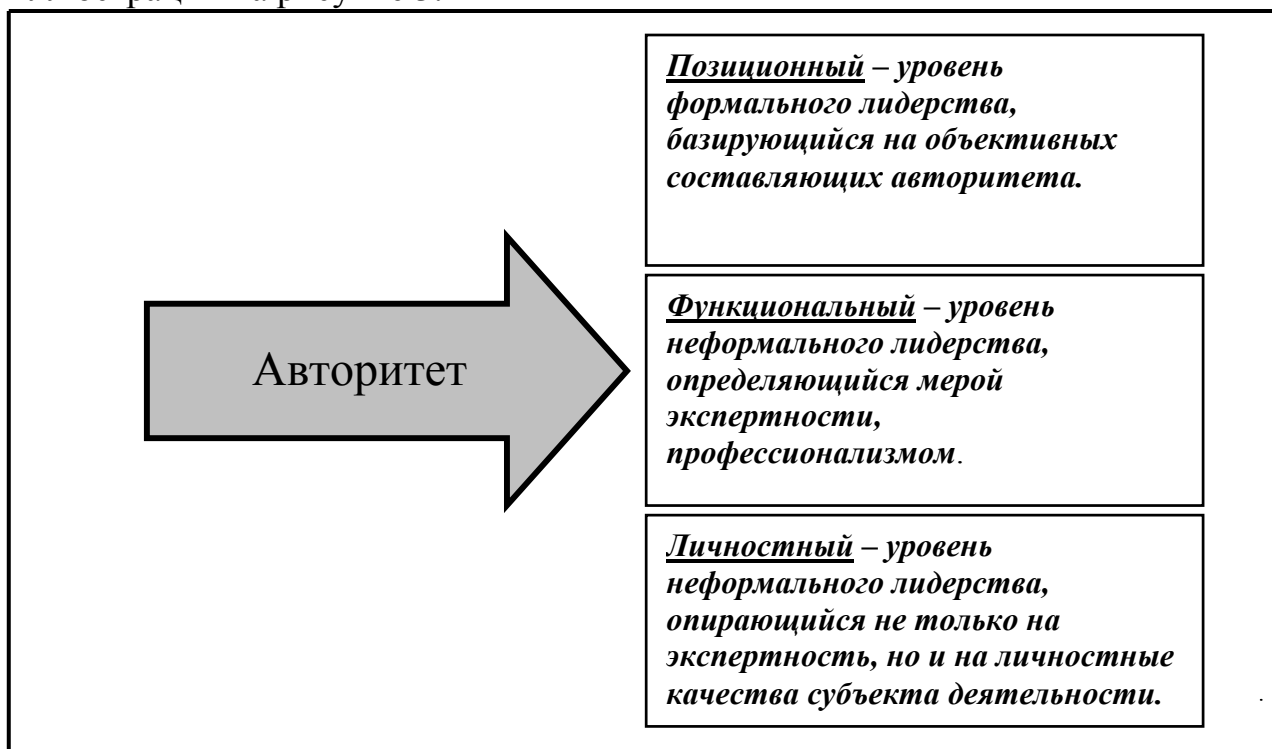 Авторитет
Позиционный – уровень
формального лидерства,
базирующийся на объективных
составляющих авторитета.
Функциональный – уровень
неформального лидерства,
определяющийся мерой
экспертности,
профессионализмом.
Личностный – уровень
неформального лидерства,
опирающийся не только на
экспертность, но и на личностные
качества субъекта деятельности.
.